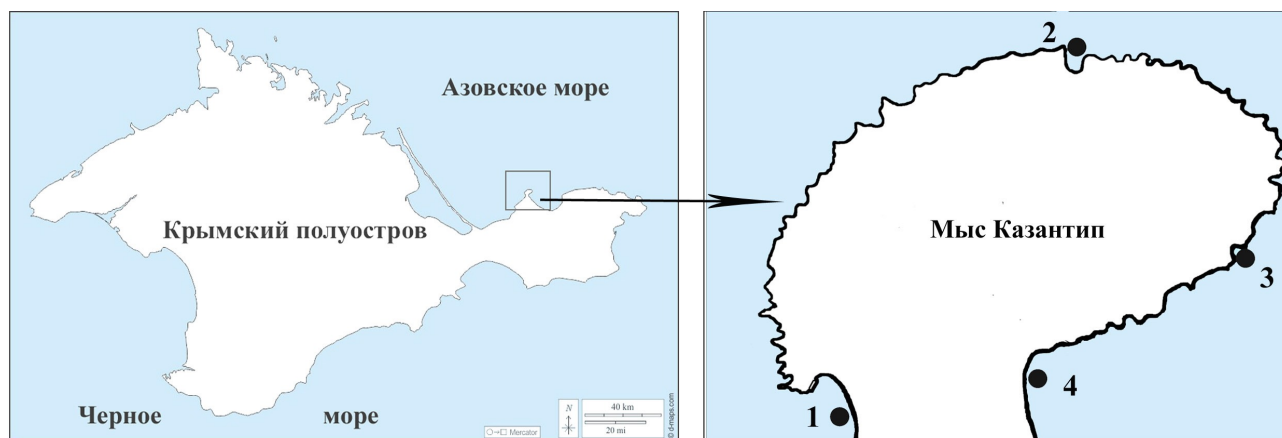 Азовское море
Крымский полуостров
Черное море
N
40 km
20 mi
Mercator
© d-maps.com
2
Мыс Казантип
3
4
1